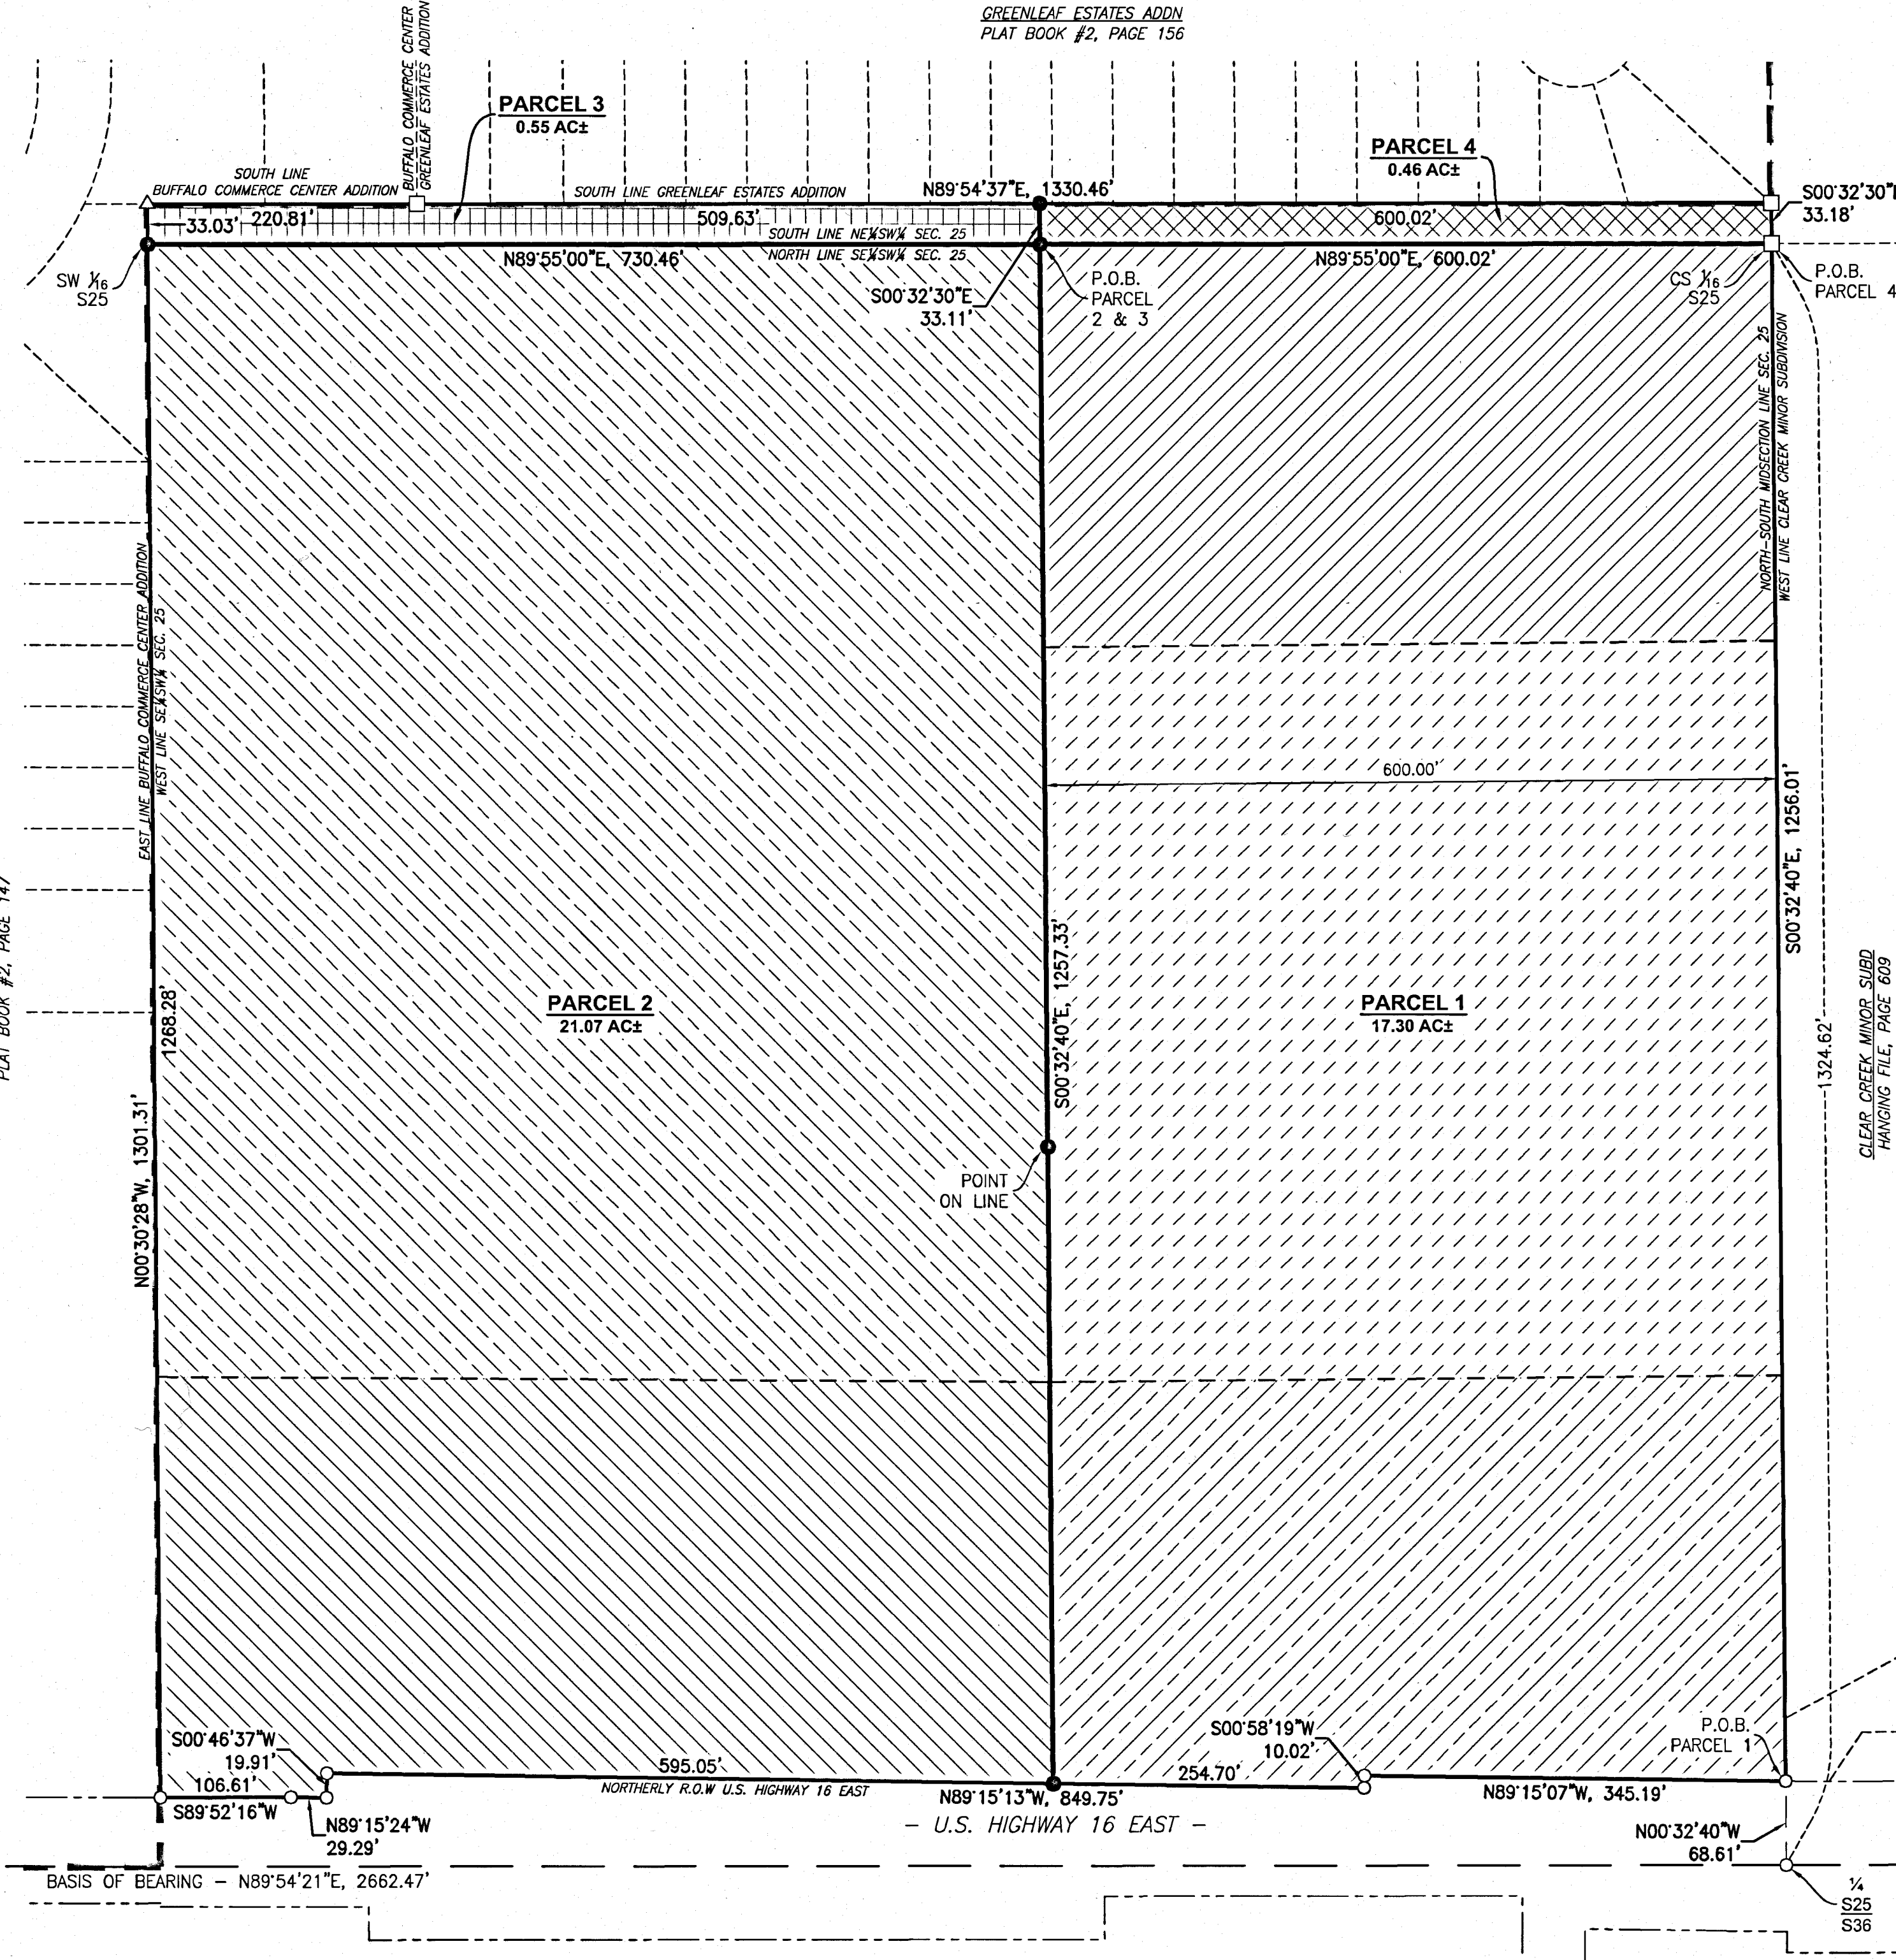 GREENLEAF ESTATES ADDN
PLAT BOOK #2, PAGE 156
BUFFALO COMMERCE CENTER
GREENLEAF ESTATES ADDITION
PARCEL 3
0.55 AC±
PARCEL 4
0.46 AC±
SOUTH LINE
BUFFALO COMMERCE CENTER ADDITION
SOUTH LINE GREENLEAF ESTATES ADDITION
N89°54'37"E, 1330.46'
S00°32'30"E
33.18'
33.03'
220.81'
509.63'
600.02'
SOUTH LINE NE¼SW¼ SEC. 25
NORTH LINE SE¼SW¼ SEC. 25
N89°55'00"E, 730.46'
N89°55'00"E, 600.02'
SW 1⁄16
S25
S00°32'30"E
33.11'
P.O.B.
PARCEL
2 & 3
CS 1⁄16
S25
P.O.B.
PARCEL 4
NORTH-SOUTH MIDSECTION LINE SEC. 25
WEST LINE CLEAR CREEK MINOR SUBDIVISION
EAST LINE BUFFALO COMMERCE CENTER ADDITION
WEST LINE SE¼SW¼ SEC. 25
600.00'
S00°32'40"E, 1256.01'
PLAT BOOK #2, PAGE 147
1268.28'
N00°30'28"W, 1301.31'
PARCEL 2
21.07 AC±
S00°32'40"E, 1257.33'
PARCEL 1
17.30 AC±
1324.62'
CLEAR CREEK MINOR SUBD
HANGING FILE, PAGE 609
POINT
ON LINE
S00°46'37"W
19.91'
106.61'
S89°52'16"W
N89°15'24"W
29.29'
595.05'
NORTHERLY R.O.W U.S. HIGHWAY 16 EAST
N89°15'13"W, 849.75'
254.70'
S00°58'19"W
10.02'
P.O.B.
PARCEL 1
N89°15'07"W, 345.19'
- U.S. HIGHWAY 16 EAST -
N00°32'40"W
68.61'
BASIS OF BEARING - N89°54'21"E, 2662.47'
¼
S25
S36